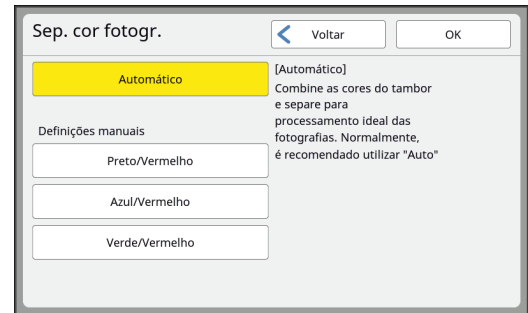 Sep. cor fotogr.
Voltar
OK
Automático
Definições manuais
Preto/Vermelho
Azul/Vermelho
Verde/Vermelho
[Automático]
Combine as cores do tambor
e separe para
processamento ideal das
fotografias. Normalmente,
é recomendado utilizar "Auto"